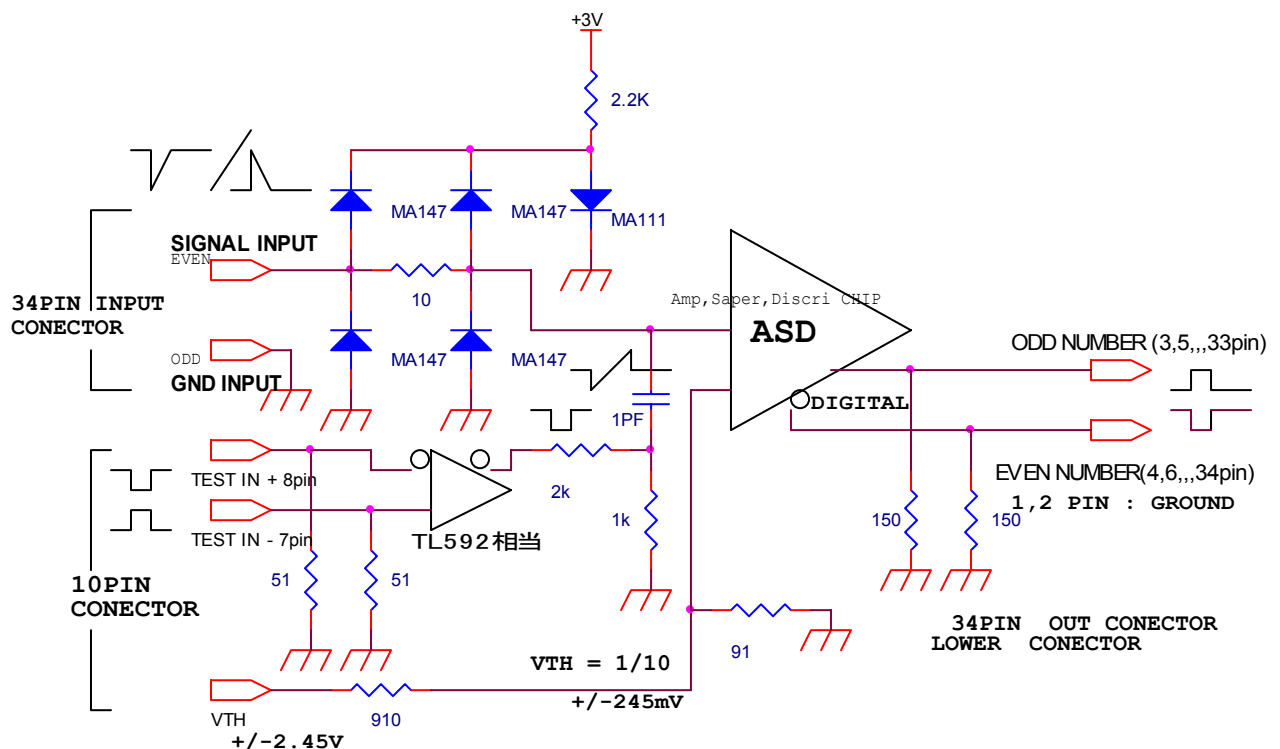 +3V
2.2K
MA147
MA147
MA111
SIGNAL INPUT
EVEN
10
34PIN INPUT
CONECTOR
Amp,Saper,Discri CHIP
ASD
ODD
GND INPUT
MA147
MA147
ODD NUMBER (3,5,,,33pin)
DIGITAL
1PF
TEST IN + 8pin
2k
EVEN NUMBER(4,6,,,34pin)
1,2 PIN : GROUND
TEST IN - 7pin
TL592相当
1k
150
150
51
51
10PIN
CONECTOR
34PIN OUT CONECTOR
LOWER CONECTOR
91
VTH = 1/10
+/-245mV
VTH
910
+/-2.45V